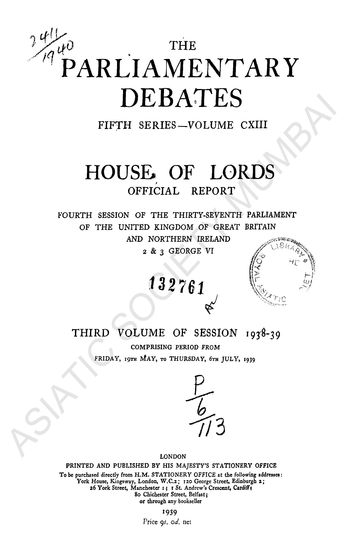 2411
1940
THE
PARLIAMENTARY
DEBATES
FIFTH SERIES—VOLUME CXIII
HOUSE OF LORDS
OFFICIAL REPORT
FOURTH SESSION OF THE THIRTY-SEVENTH PARLIAMENT
OF THE UNITED KINGDOM OF GREAT BRITAIN
AND NORTHERN IRELAND
2 & 3 GEORGE VI
132761
LIBRARY
ASIATIC
THIRD VOLUME OF SESSION 1938-39
COMPRISING PERIOD FROM
FRIDAY, 19TH MAY, TO THURSDAY, 6TH JULY, 1939
P
6
113
LONDON
PRINTED AND PUBLISHED BY HIS MAJESTY'S STATIONERY OFFICE
To be purchased directly from H.M. STATIONERY OFFICE at the following addresses:
York House, Kingsway, London, W.C.2; 120 George Street, Edinburgh 2;
26 York Street, Manchester 1; 1 St. Andrew's Crescent, Cardiff;
80 Chichester Street, Belfast;
or through any bookseller
1939
Price 9s. 0d. net
ASIATIC SOCIETY MUMBAI